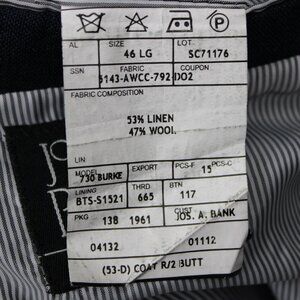 AL SIZE LOT
46 LG SC71176
SSN FABRIC COUPON
5143-AWCC-792-D02
FABRIC COMPOSITION
53% LINEN
47% WOOL
LIN
MODEL EXPORT PCS-F PCS-C
730 BURKE 15
LINING THRD BTN
BTS-S1521 665 117
PKG CUST
138 1961 JOS. A. BANK
04132 01112
(53-D) COAT R/2 BUTT